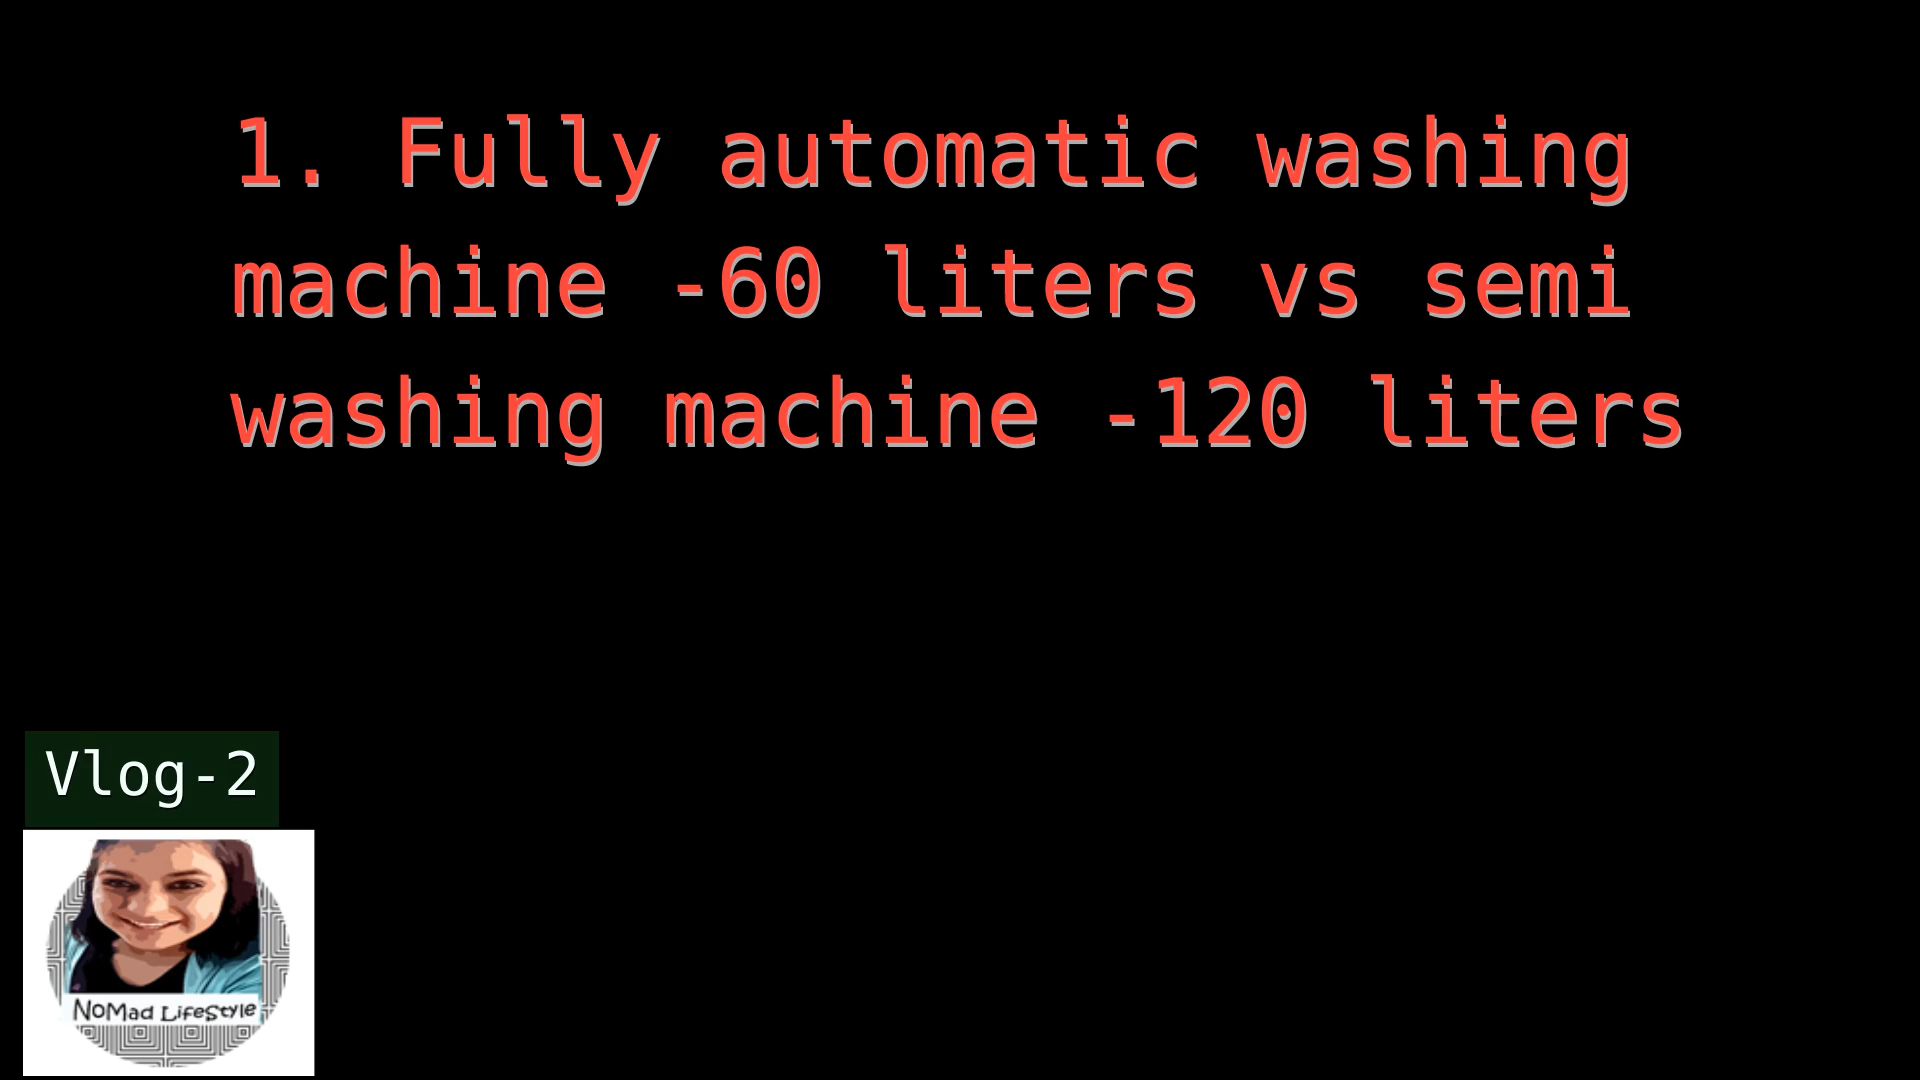 1. Fully automatic washing
machine -60 liters vs semi
washing machine -120 liters
Vlog-2
NoMad LifeStyle